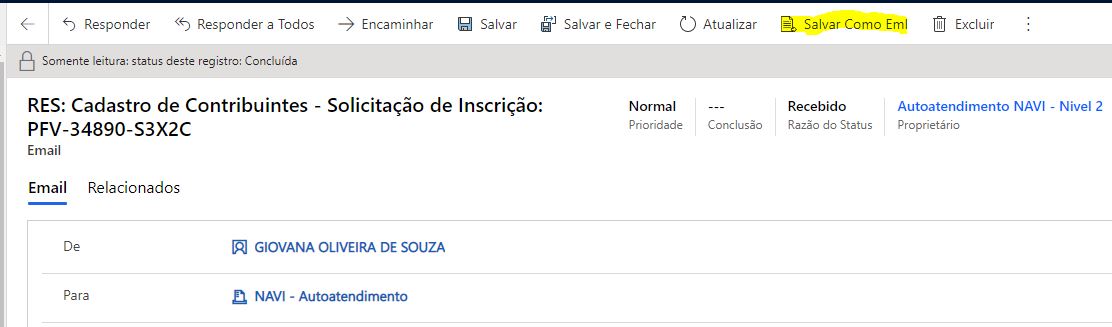 Responder Responder a Todos Encaminhar Salvar Salvar e Fechar Atualizar Salvar Como Eml Excluir
Somente leitura: status deste registro: Concluída
RES: Cadastro de Contribuintes - Solicitação de Inscrição:
PFV-34890-S3X2C
Email
Normal
Prioridade
---
Conclusão
Recebido
Razão do Status
Autoatendimento NAVI - Nivel 2
Proprietário
Email Relacionados
De GIOVANA OLIVEIRA DE SOUZA
Para NAVI - Autoatendimento